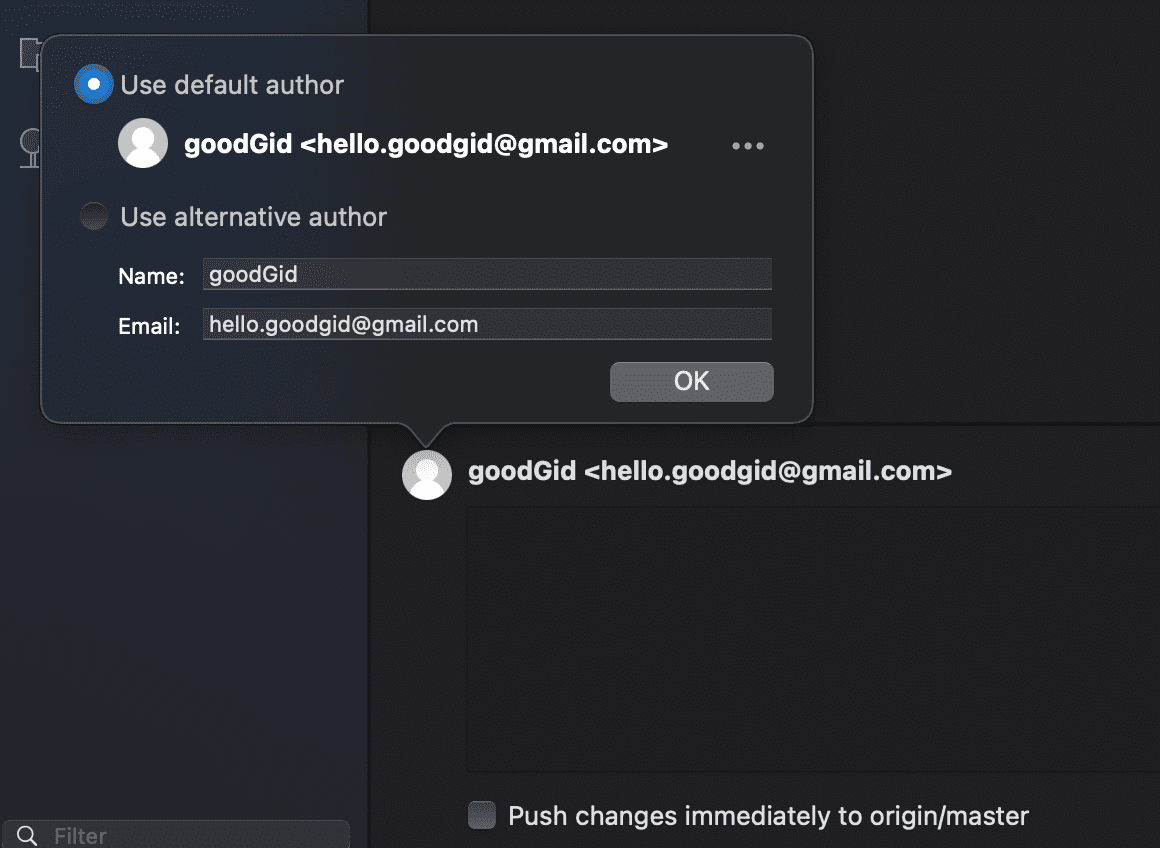 Use default author
goodGid <hello.goodgid@gmail.com>
Use alternative author
Name: goodGid
Email: hello.goodgid@gmail.com
OK
goodGid <hello.goodgid@gmail.com>
Push changes immediately to origin/master
Filter